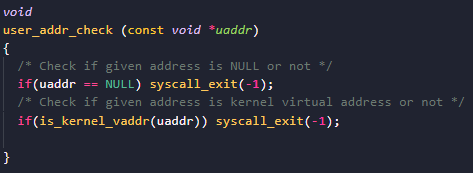 void
user_addr_check (const void *uaddr)
{
  /* Check if given address is NULL or not */
  if(uaddr == NULL) syscall_exit(-1);
  /* Check if given address is kernel virtual address or not */
  if(is_kernel_vaddr(uaddr)) syscall_exit(-1);
}